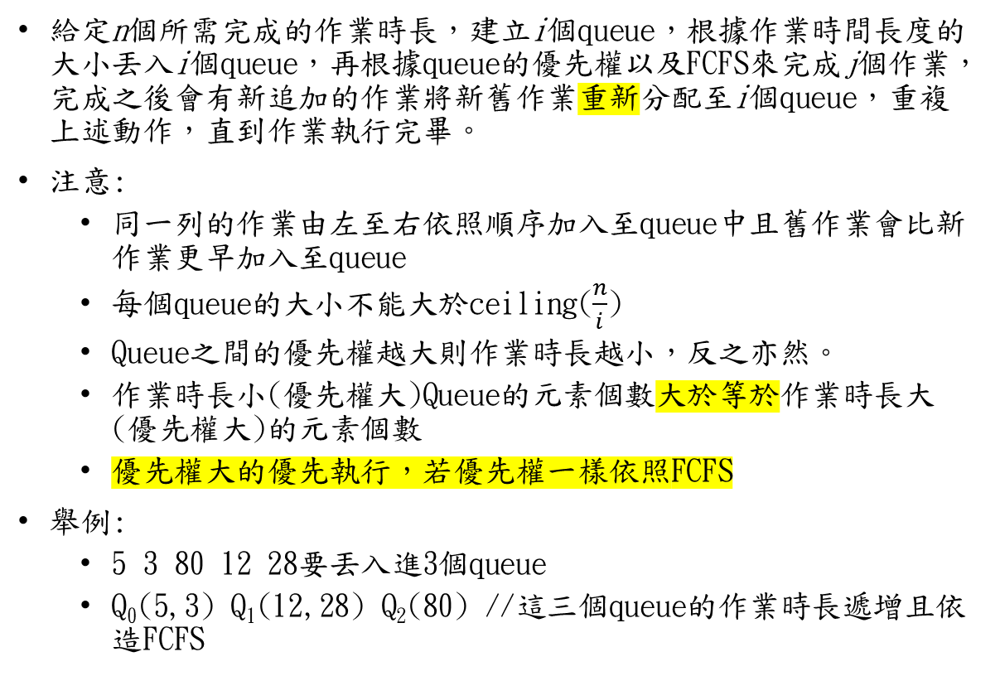 • 給定n個所需完成的作業時長，建立i個queue，根據作業時間長度的
大小丟入i個queue，再根據queue的優先權以及FCFS來完成j個作業，
完成之後會有新追加的作業將新舊作業重新分配至i個queue，重複
上述動作，直到作業執行完畢。
• 注意:
• 同一列的作業由左至右依照順序加入至queue中且舊作業會比新
作業更早加入至queue
• 每個queue的大小不能大於ceiling(n/i)
• Queue之間的優先權越大則作業時長越小，反之亦然。
• 作業時長小(優先權大)Queue的元素個數大於等於作業時長大
(優先權大)的元素個數
• 優先權大的優先執行，若優先權一樣依照FCFS
• 舉例:
• 5 3 80 12 28要丟入進3個queue
• Q₀(5,3) Q₁(12,28) Q₂(80) //這三個queue的作業時長遞增且依
造FCFS